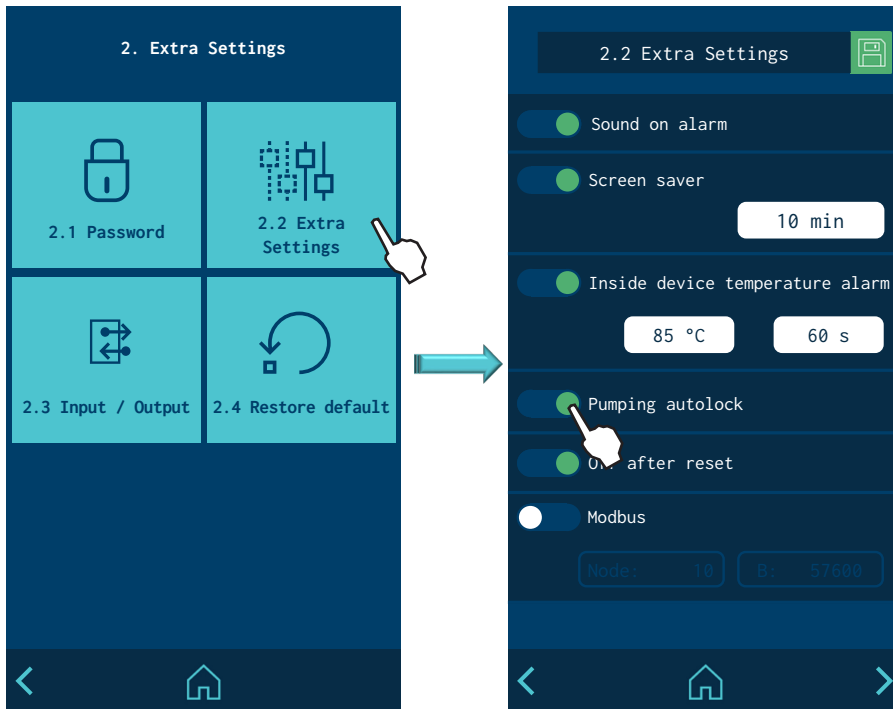 2. Extra Settings
2.1 Password
2.2 Extra
Settings
2.3 Input / Output
2.4 Restore default
2.2 Extra Settings
Sound on alarm
Screen saver
10 min
Inside device temperature alarm
85 °C
60 s
Pumping autolock
after reset
Modbus
Node: 10
B: 57600